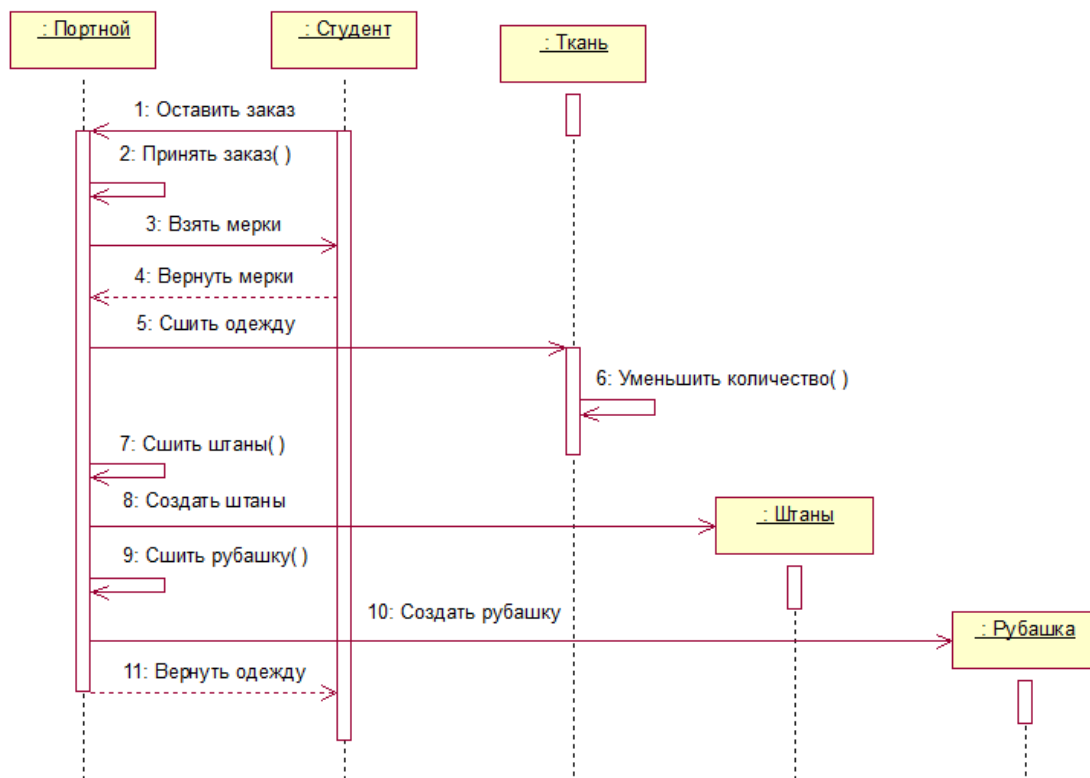 : Портной
: Студент
: Ткань
1: Оставить заказ
2: Принять заказ( )
3: Взять мерки
4: Вернуть мерки
5: Сшить одежду
6: Уменьшить количество( )
7: Сшить штаны( )
8: Создать штаны
: Штаны
9: Сшить рубашку( )
10: Создать рубашку
: Рубашка
11: Вернуть одежду